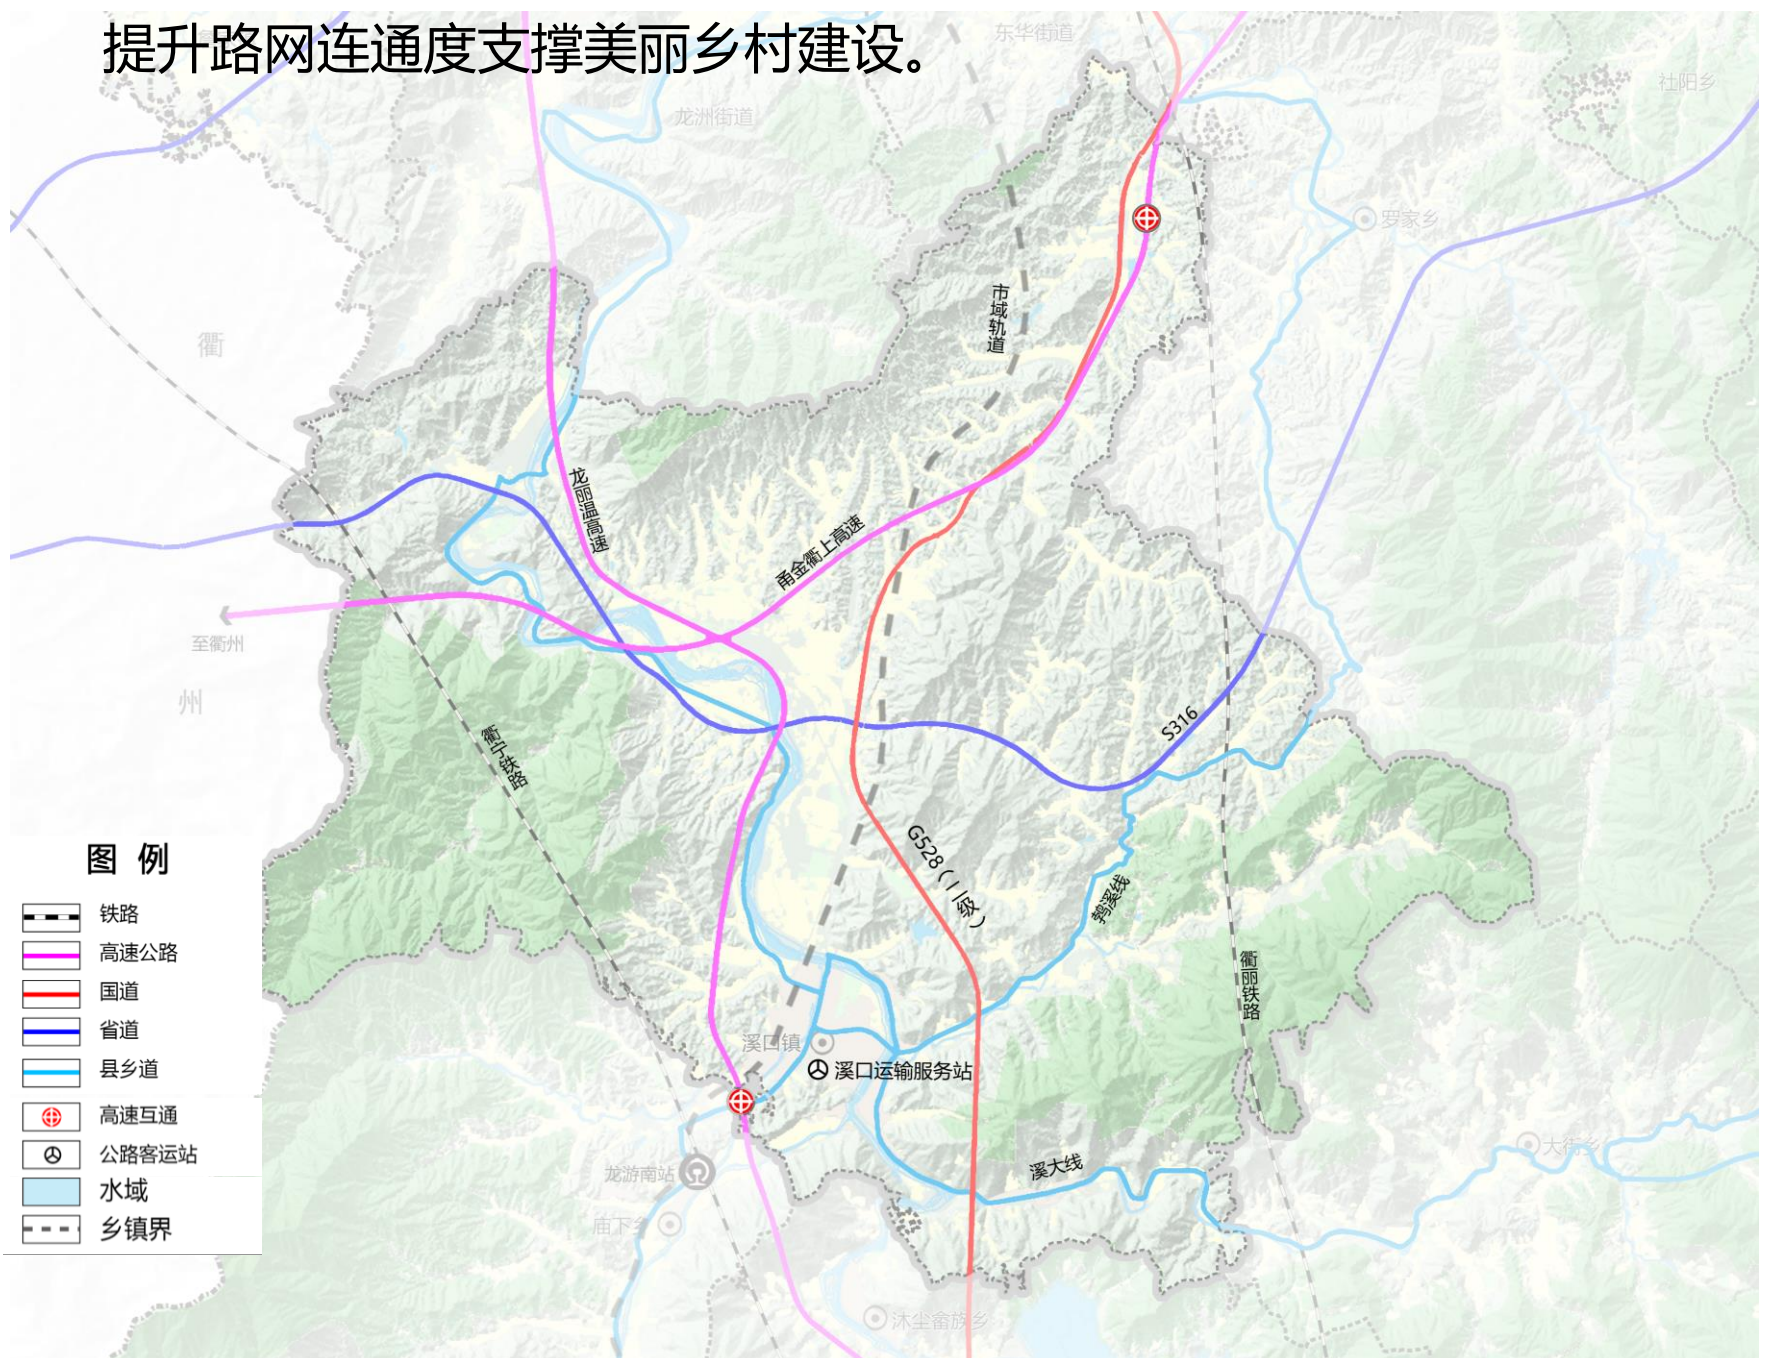 提升路网连通度支撑美丽乡村建设。
东华街道
社阳乡
龙洲街道
罗家乡
市域轨道
衢
龙丽温高速
甬金衢上高速
至衢州
州
衢宁铁路
S316
G528（二级）
鹁溪线
衢丽铁路
溪口镇
溪口运输服务站
大街乡
溪大线
龙游南站
庙下乡
沐尘畲族乡
图例
铁路
高速公路
国道
省道
县乡道
高速互通
公路客运站
水域
乡镇界